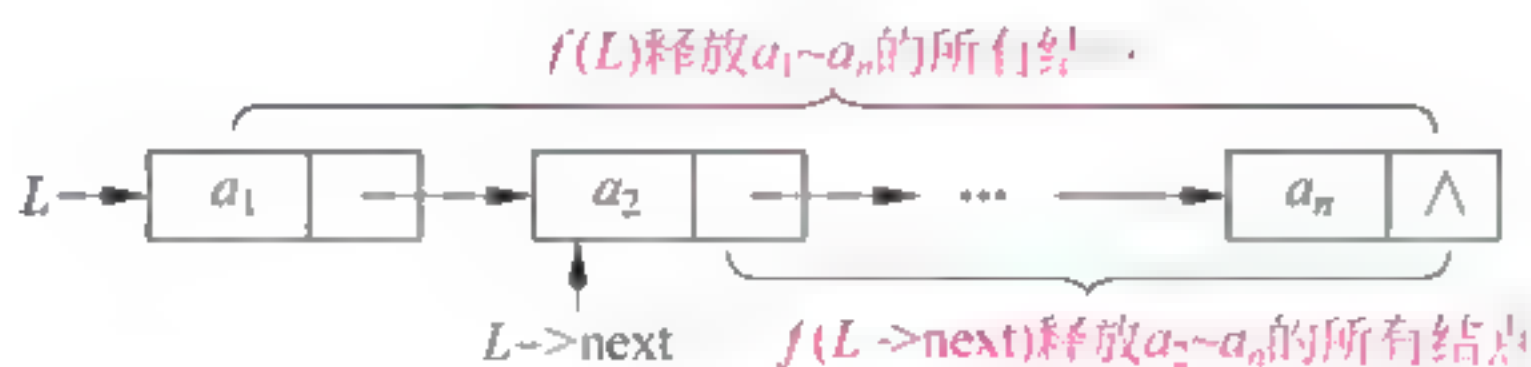 f(L)释放a₁~aₙ的所有结
L a₁ a₂ ··· aₙ ∧
L->next f(L->next)释放a₂~aₙ的所有结点